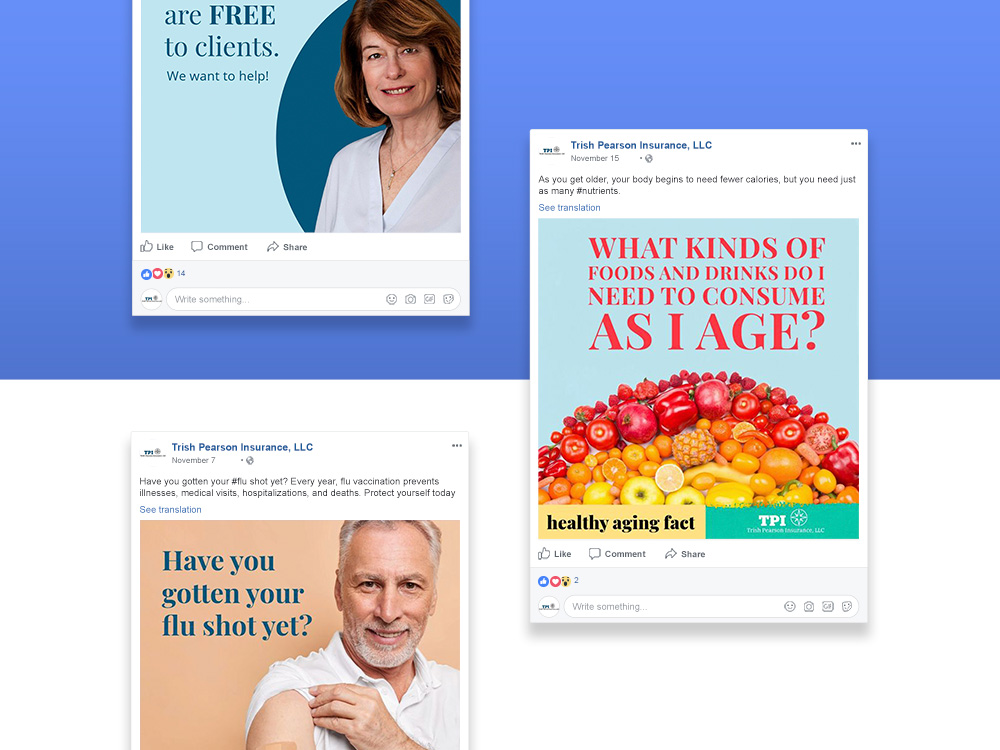 are FREE
to clients.
We want to help!
Like Comment Share
14
Write something...
GIF
Trish Pearson Insurance, LLC
November 15
As you get older, your body begins to need fewer calories, but you need just
as many #nutrients.
See translation
WHAT KINDS OF
FOODS AND DRINKS DO I
NEED TO CONSUME
AS I AGE?
healthy aging fact
TPI
Trish Pearson Insurance, LLC
Like Comment Share
2
TPI
Write something...
GIF
TPI
Trish Pearson Insurance, LLC
November 7
Have you gotten your #flu shot yet? Every year, flu vaccination prevents
illnesses, medical visits, hospitalizations, and deaths. Protect yourself today
See translation
Have you
gotten your
flu shot yet?